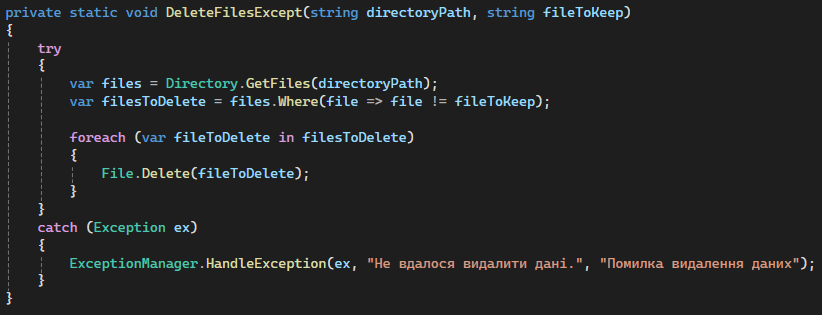 private static void DeleteFilesExcept(string directoryPath, string fileToKeep)
{
try
{
var files = Directory.GetFiles(directoryPath);
var filesToDelete = files.Where(file => file != fileToKeep);
foreach (var fileToDelete in filesToDelete)
{
File.Delete(fileToDelete);
}
}
catch (Exception ex)
{
ExceptionManager.HandleException(ex, "Не вдалося видалити дані.", "Помилка видалення даних");
}
}